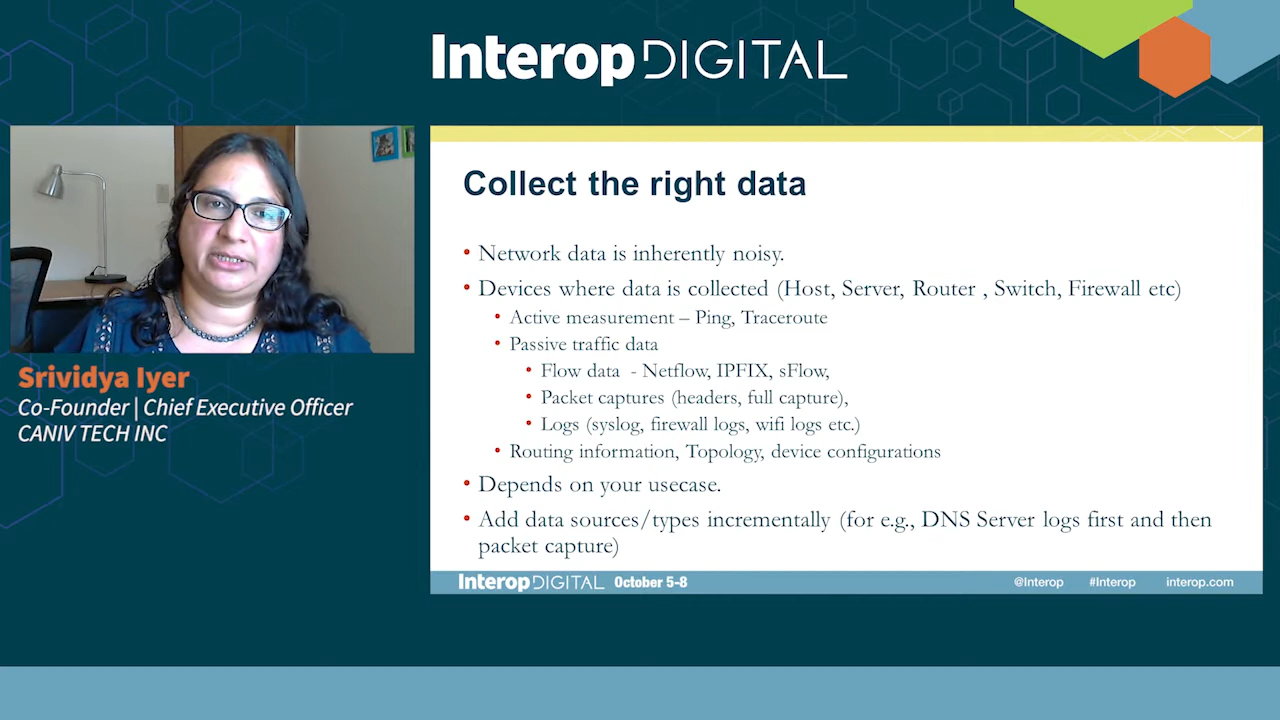 Interop DIGITAL
Srividya Iyer
Co-Founder | Chief Executive Officer
CANIV TECH INC
Collect the right data
• Network data is inherently noisy.
• Devices where data is collected (Host, Server, Router , Switch, Firewall etc)
• Active measurement – Ping, Traceroute
• Passive traffic data
• Flow data - Netflow, IPFIX, sFlow,
• Packet captures (headers, full capture),
• Logs (syslog, firewall logs, wifi logs etc.)
• Routing information, Topology, device configurations
• Depends on your usecase.
• Add data sources/types incrementally (for e.g., DNS Server logs first and then
packet capture)
Interop DIGITAL October 5-8 @Interop #Interop interop.com